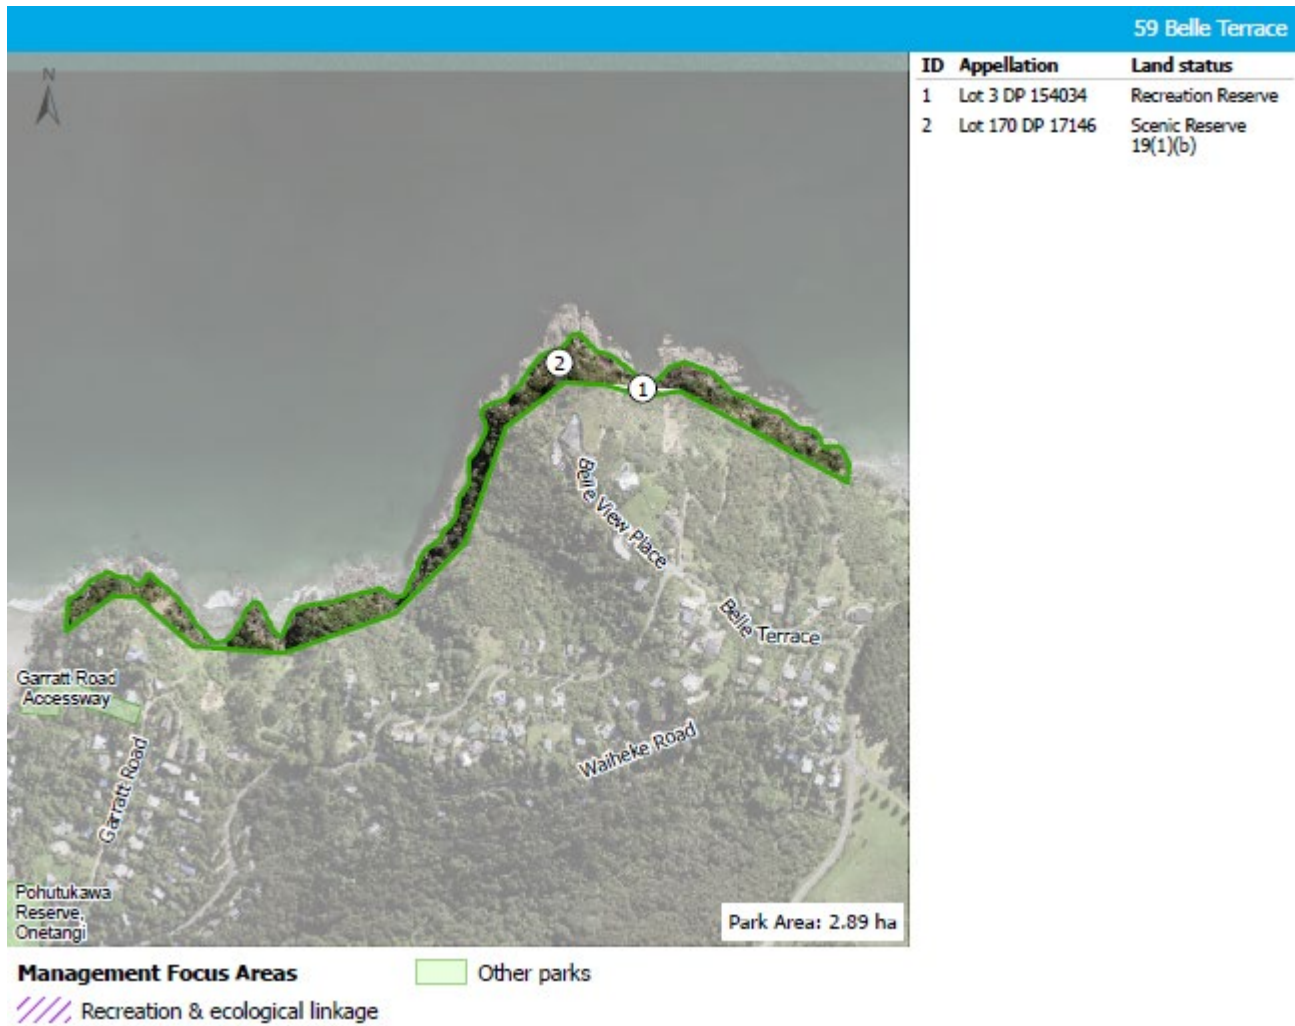 59 Belle Terrace
N
ID Appellation Land status
1 Lot 3 DP 154034 Recreation Reserve
2 Lot 170 DP 17146 Scenic Reserve
19(1)(b)
2
1
Belle View Place
Belle Terrace
Garratt Road
Accessway
Waiheke Road
Garratt Road
Pohutukawa
Reserve,
Onetangi
Park Area: 2.89 ha
Management Focus Areas
Other parks
Recreation & ecological linkage